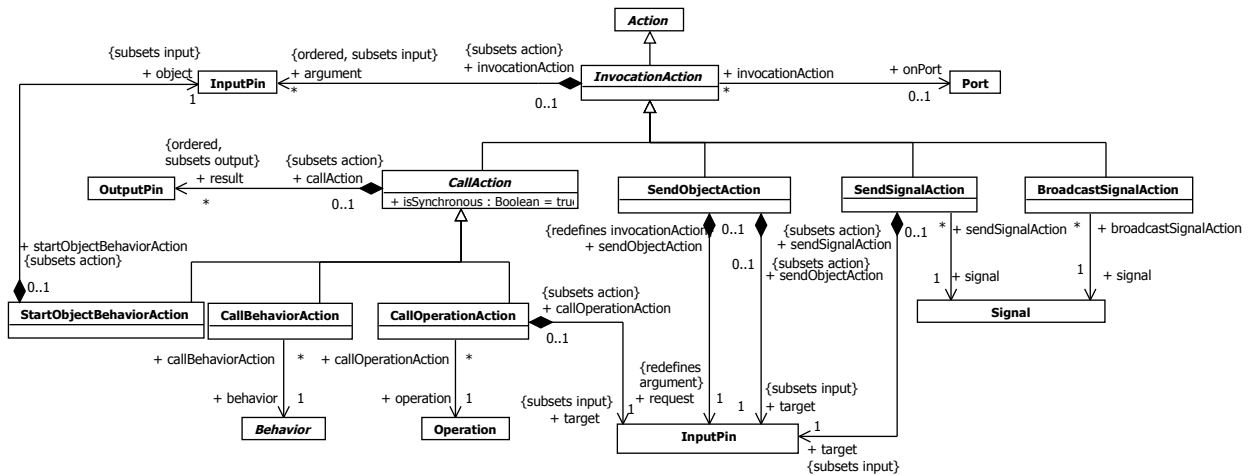 Action
{subsets input}
+ object
1
InputPin
{ordered, subsets input}
+ argument
*
{subsets action}
+ invocationAction
0..1
InvocationAction
+ invocationAction
*
+ onPort
0..1
Port
{ordered,
subsets output}
+ result
*
OutputPin
{subsets action}
+ callAction
0..1
CallAction
+ isSynchronous : Boolean = true
SendObjectAction
SendSignalAction
BroadcastSignalAction
{redefines invocationAction}
+ sendObjectAction
0..1
0..1
{subsets action}
+ sendSignalAction
0..1
{subsets action}
+ sendObjectAction
*
+ sendSignalAction
*
+ broadcastSignalAction
+ startObjectBehaviorAction
{subsets action}
0..1
1
+ signal
1
+ signal
StartObjectBehaviorAction
CallBehaviorAction
CallOperationAction
{subsets action}
+ callOperationAction
0..1
Signal
+ callBehaviorAction
*
+ callOperationAction
*
{redefines
argument}
+ request
1
+ behavior
1
+ operation
1
{subsets input}
+ target
1
1
{subsets input}
+ target
Behavior
Operation
InputPin
1
+ target
{subsets input}